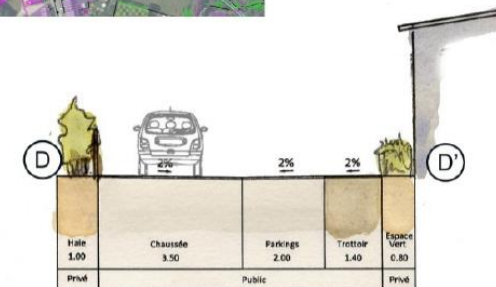 D
D'
2%
2%
2%
Haie
Chaussée
Parkings
Trottoir
Espace
Vert
1.00
3.50
2.00
1.40
0.80
Privé
Public
Privé